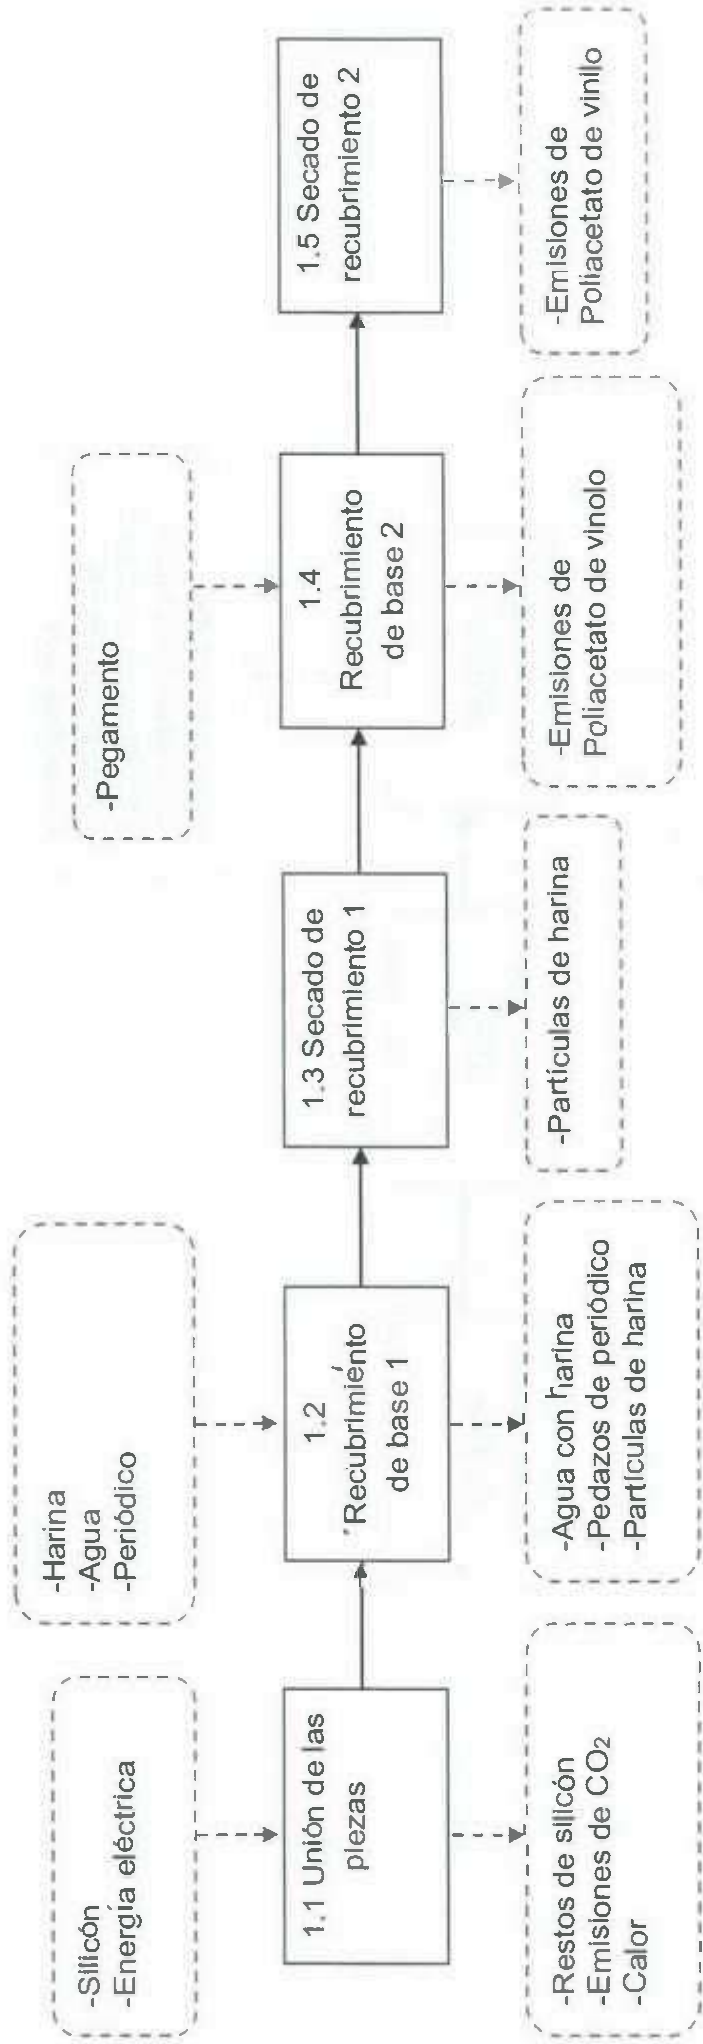 -Silicón
-Energía eléctrica
-Harina
-Agua
-Periódico
-Pegamento
1.1 Unión de las
piezas
1.2
Recubrimiento
de base 1
1.3 Secado de
recubrimiento 1
1.4
Recubrimiento
de base 2
1.5 Secado de
recubrimiento 2
-Restos de silicón
-Emisiones de CO₂
-Calor
-Agua con harina
-Pedazos de periódico
-Partículas de harina
-Partículas de harina
-Emisiones de
Poliacetato de vinolo
-Emisiones de
Poliacetato de vinilo